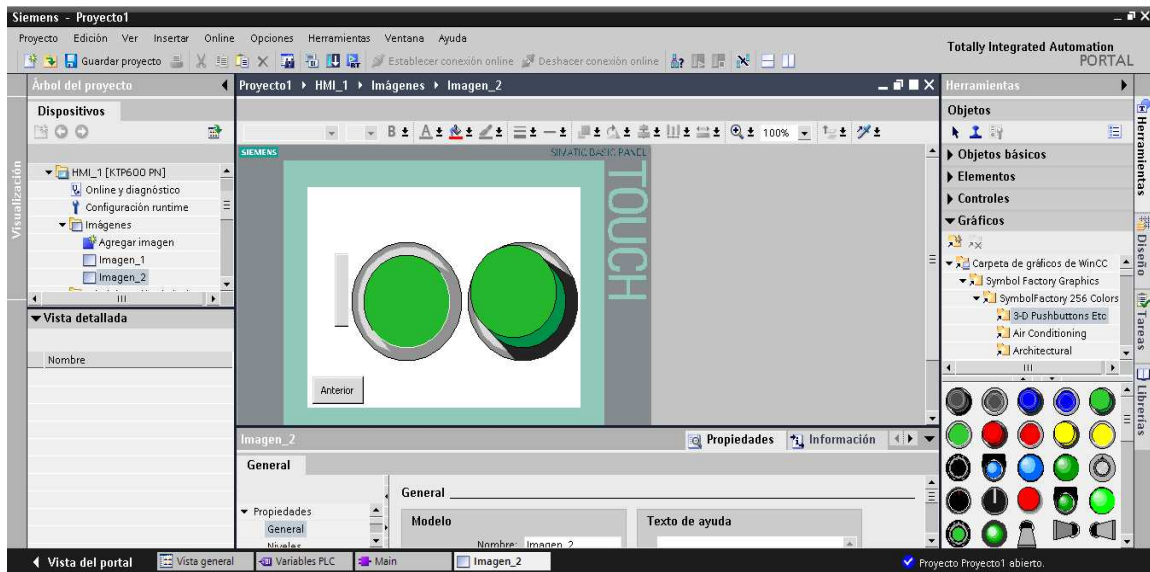 Siemens - Proyecto1
Proyecto Edición Ver Insertar Online Opciones Herramientas Ventana Ayuda
Guardar proyecto
Establecer conexión online
Deshacer conexión online
Totally Integrated Automation
PORTAL
Árbol del proyecto
Dispositivos
HMI_1 [KTP600 PN]
Online y diagnóstico
Configuración runtime
Imágenes
Agregar imagen
Imagen_1
Imagen_2
Vista detallada
Nombre
Visualización
Proyecto1 HMI_1 Imágenes Imagen_2
B A 100%
SIEMENS
SIMATIC BASIC PANEL
TOUCH
Anterior
Imagen_2
Propiedades
Información
General
Propiedades
General
Niveles
General
Modelo
Nombre: Imagen_2
Texto de ayuda
Herramientas
Objetos
Objetos básicos
Elementos
Controles
Gráficos
Carpeta de gráficos de WinCC
Symbol Factory Graphics
SymbolFactory 256 Colors
3-D Pushbuttons Etc
Air Conditioning
Architectural
Herramientas
Diseño
Tareas
Librerías
Vista del portal
Vista general
Variables PLC
Main
Imagen_2
Proyecto Proyecto1 abierto.